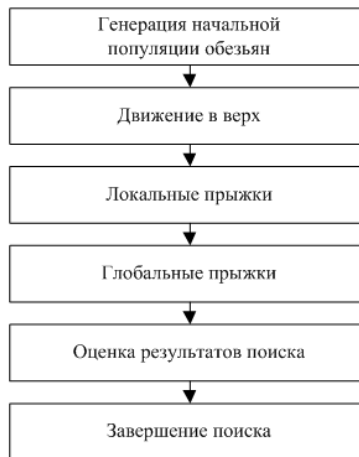 Генерация начальной
популяции обезьян
Движение в верх
Локальные прыжки
Глобальные прыжки
Оценка результатов поиска
Завершение поиска